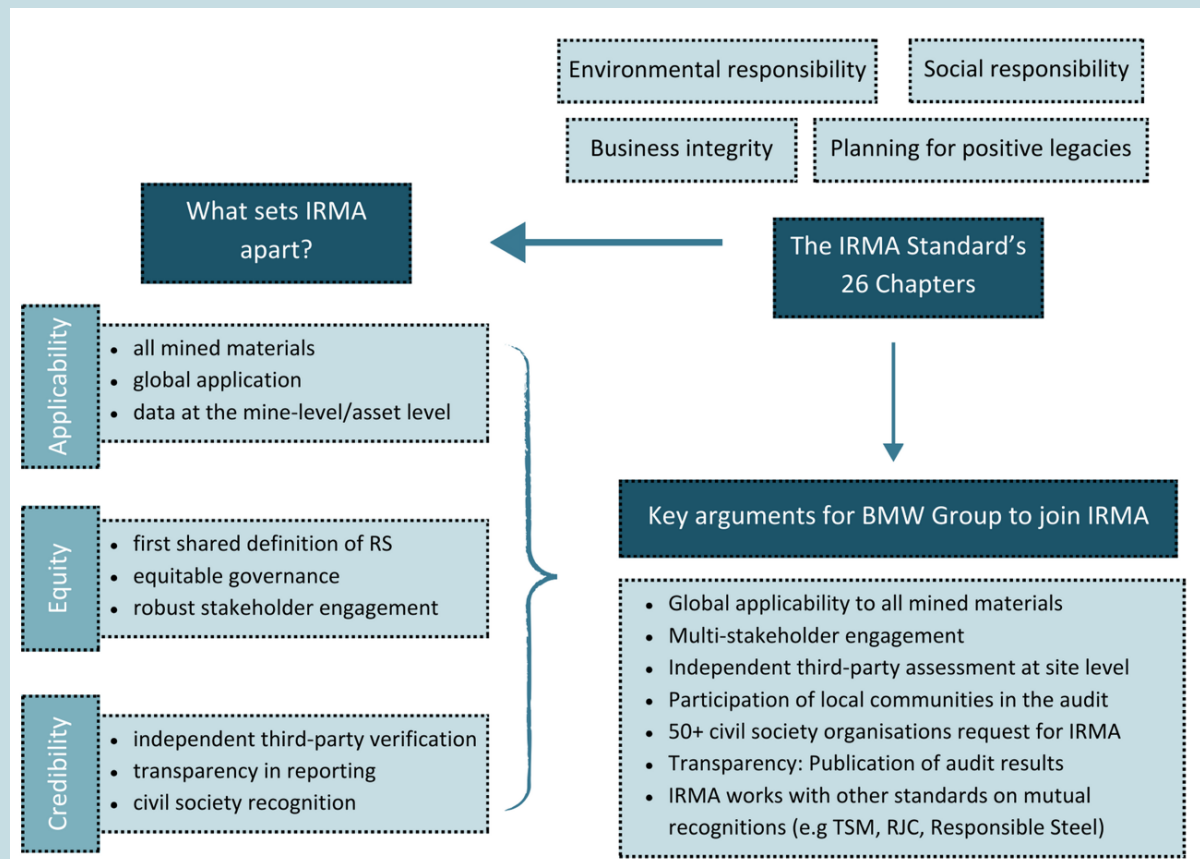 Environmental responsibility
Social responsibility
Business integrity
Planning for positive legacies
What sets IRMA
apart?
The IRMA Standard’s
26 Chapters
Applicability
• all mined materials
• global application
• data at the mine-level/asset level
Equity
• first shared definition of RS
• equitable governance
• robust stakeholder engagement
Credibility
• independent third-party verification
• transparency in reporting
• civil society recognition
Key arguments for BMW Group to join IRMA
• Global applicability to all mined materials
• Multi-stakeholder engagement
• Independent third-party assessment at site level
• Participation of local communities in the audit
• 50+ civil society organisations request for IRMA
• Transparency: Publication of audit results
• IRMA works with other standards on mutual
recognitions (e.g TSM, RJC, Responsible Steel)